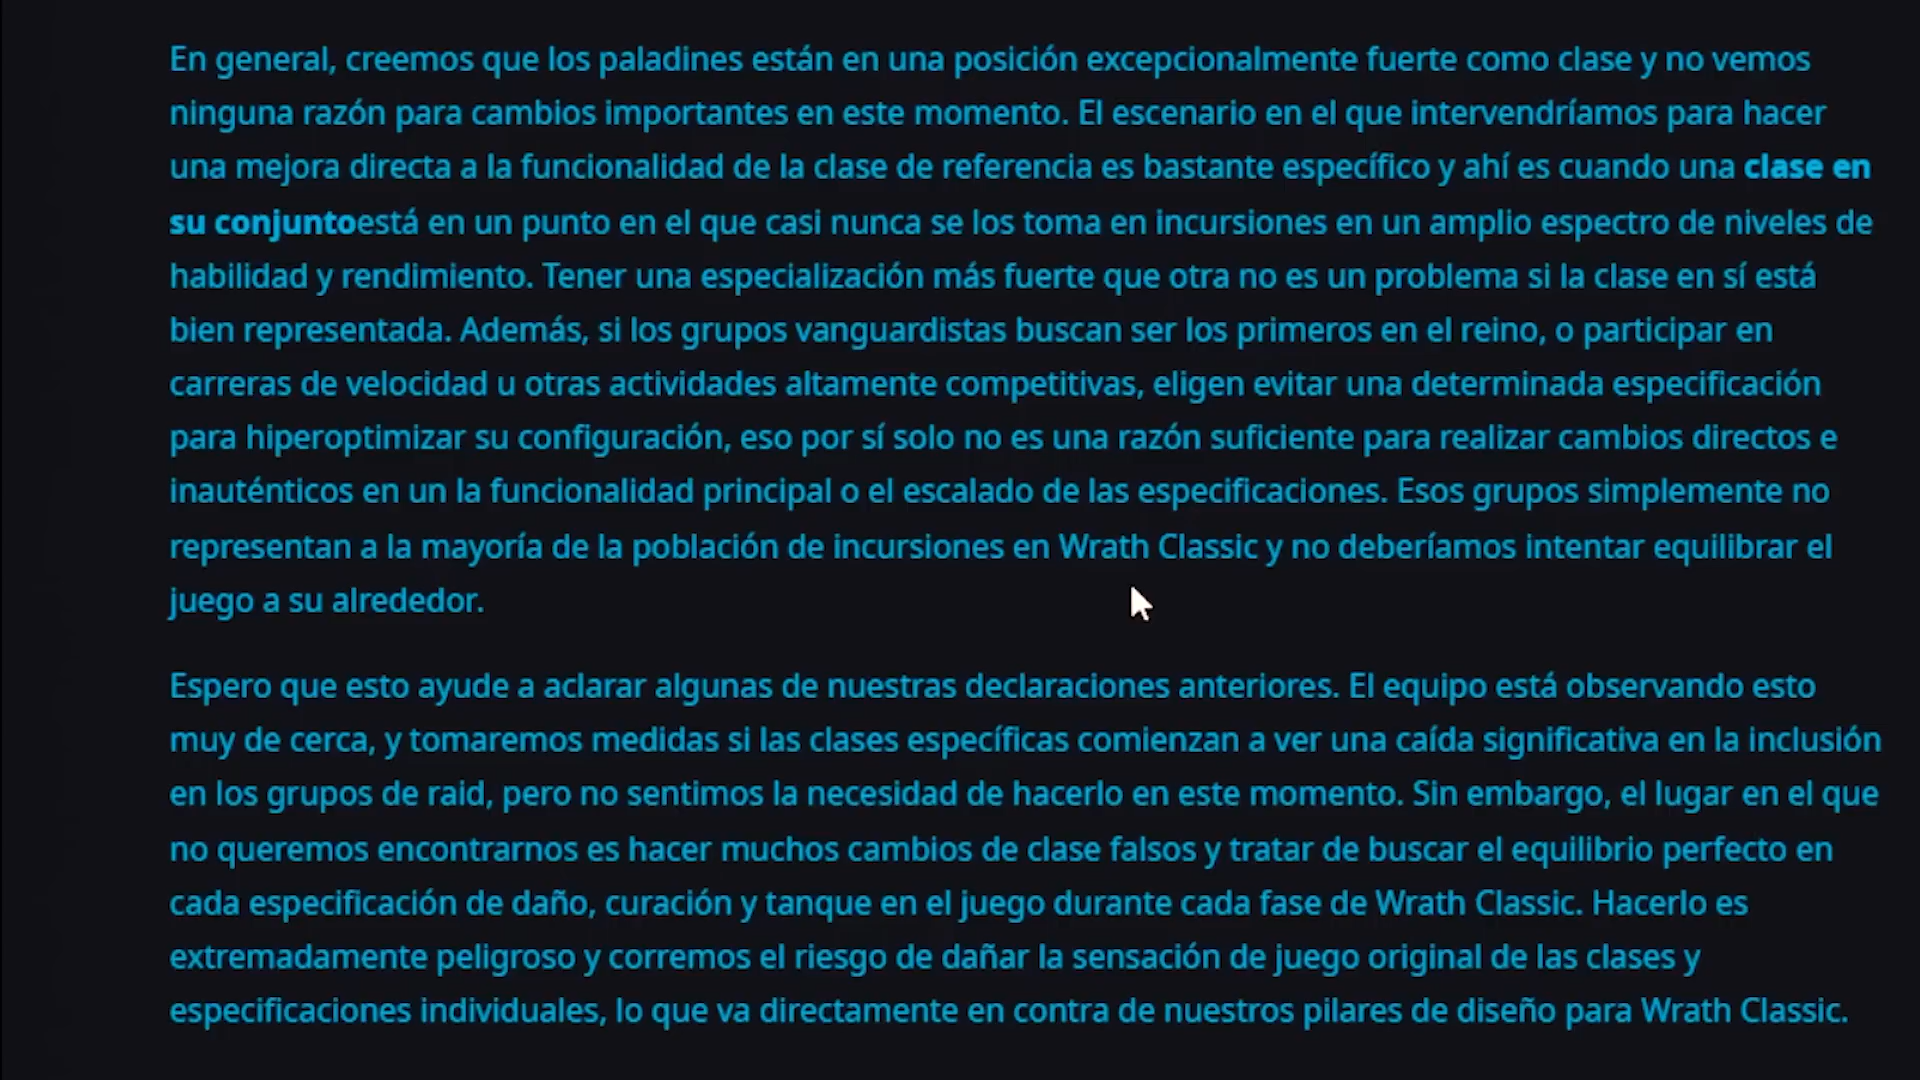 En general, creemos que los paladines están en una posición excepcionalmente fuerte como clase y no vemos
ninguna razón para cambios importantes en este momento. El escenario en el que intervendríamos para hacer
una mejora directa a la funcionalidad de la clase de referencia es bastante específico y ahí es cuando una clase en
su conjuntoestá en un punto en el que casi nunca se los toma en incursiones en un amplio espectro de niveles de
habilidad y rendimiento. Tener una especialización más fuerte que otra no es un problema si la clase en sí está
bien representada. Además, si los grupos vanguardistas buscan ser los primeros en el reino, o participar en
carreras de velocidad u otras actividades altamente competitivas, eligen evitar una determinada especificación
para hiperoptimizar su configuración, eso por sí solo no es una razón suficiente para realizar cambios directos e
inauténticos en un la funcionalidad principal o el escalado de las especificaciones. Esos grupos simplemente no
representan a la mayoría de la población de incursiones en Wrath Classic y no deberíamos intentar equilibrar el
juego a su alrededor.
Espero que esto ayude a aclarar algunas de nuestras declaraciones anteriores. El equipo está observando esto
muy de cerca, y tomaremos medidas si las clases específicas comienzan a ver una caída significativa en la inclusión
en los grupos de raid, pero no sentimos la necesidad de hacerlo en este momento. Sin embargo, el lugar en el que
no queremos encontrarnos es hacer muchos cambios de clase falsos y tratar de buscar el equilibrio perfecto en
cada especificación de daño, curación y tanque en el juego durante cada fase de Wrath Classic. Hacerlo es
extremadamente peligroso y corremos el riesgo de dañar la sensación de juego original de las clases y
especificaciones individuales, lo que va directamente en contra de nuestros pilares de diseño para Wrath Classic.